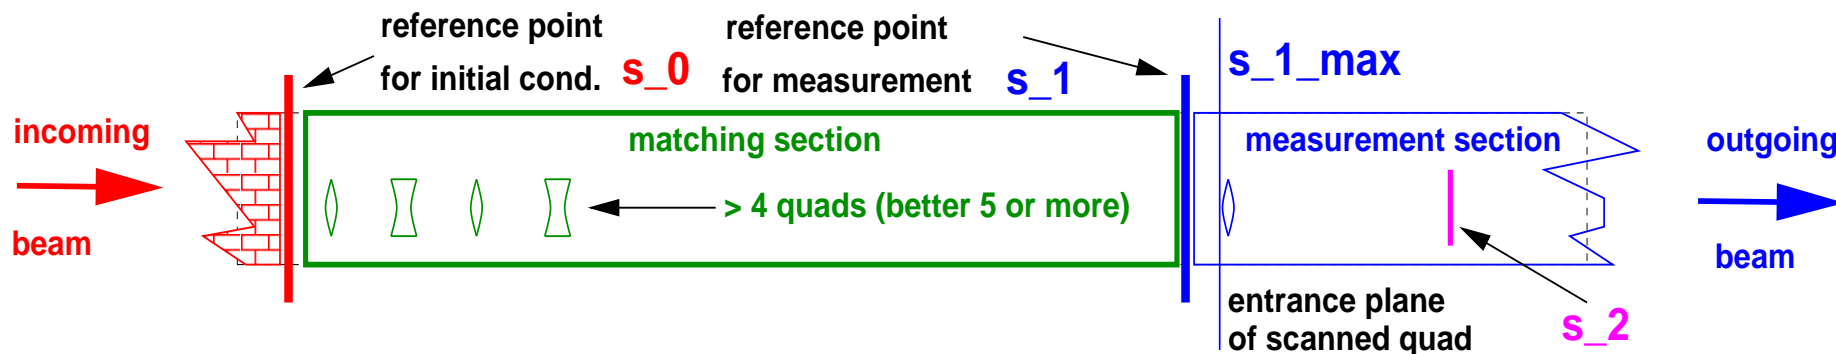 reference point
for initial cond. s_0
reference point
for measurement s_1
s_1_max
incoming
beam
matching section
> 4 quads (better 5 or more)
measurement section
outgoing
beam
entrance plane
of scanned quad
s_2